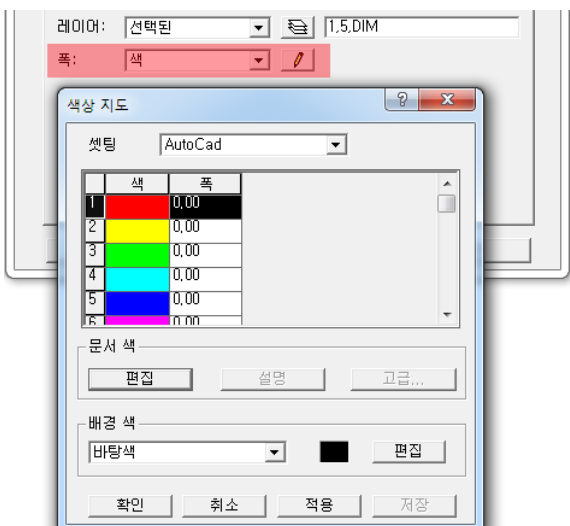 레이어: 선택된 1,5,DIM
폭: 색
색상 지도
셋팅 AutoCad
색 폭
1 0,00
2 0,00
3 0,00
4 0,00
5 0,00
6 0,00
문서 색
편집 설명 고급...
배경 색
바탕색 편집
확인 취소 적용 저장